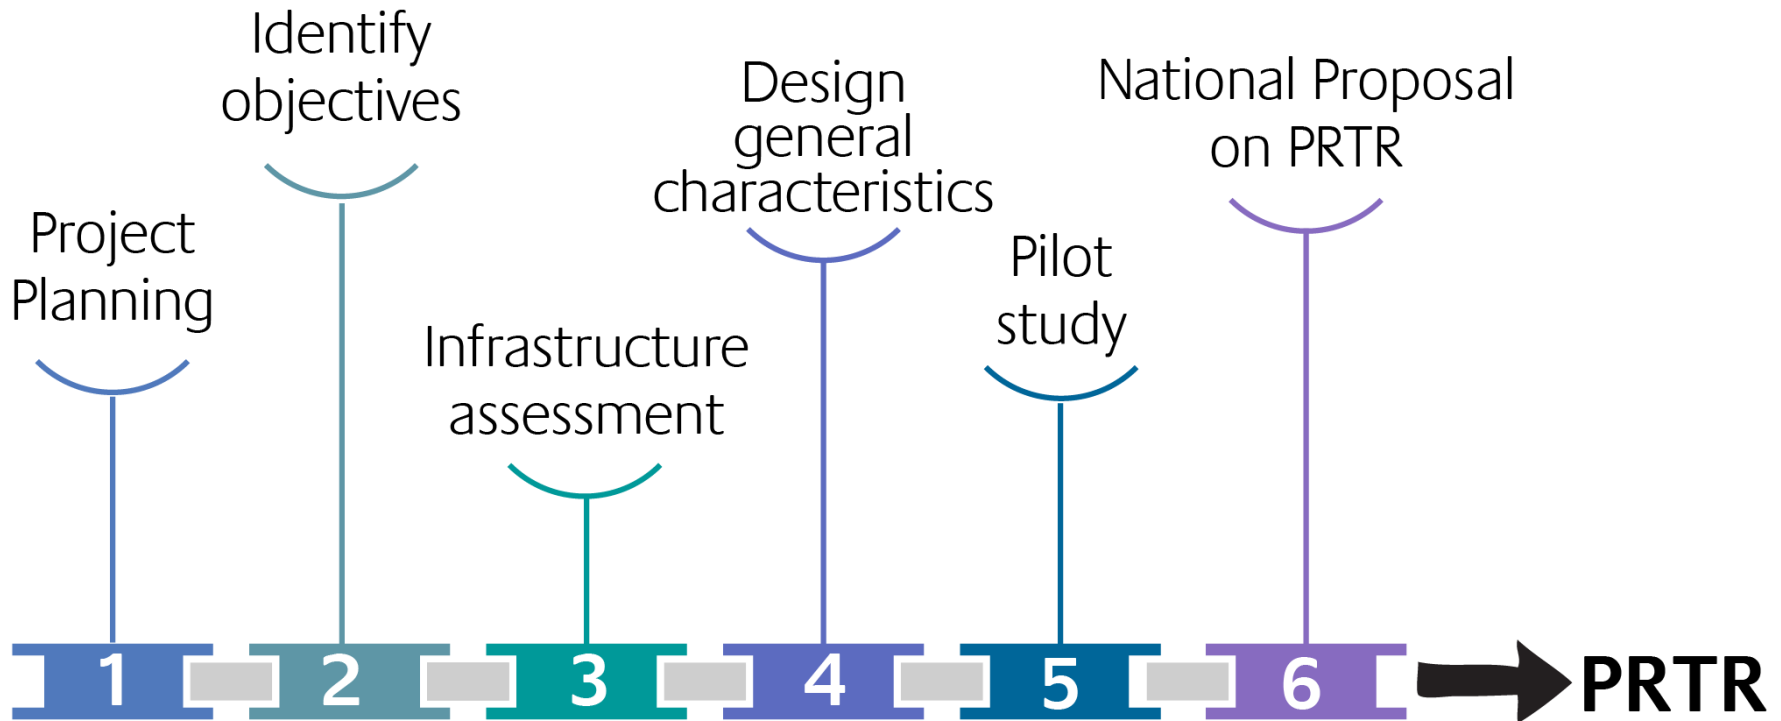 Project
Planning
Identify
objectives
Infrastructure
assessment
Design
general
characteristics
Pilot
study
National Proposal
on PRTR
1
2
3
4
5
6
PRTR